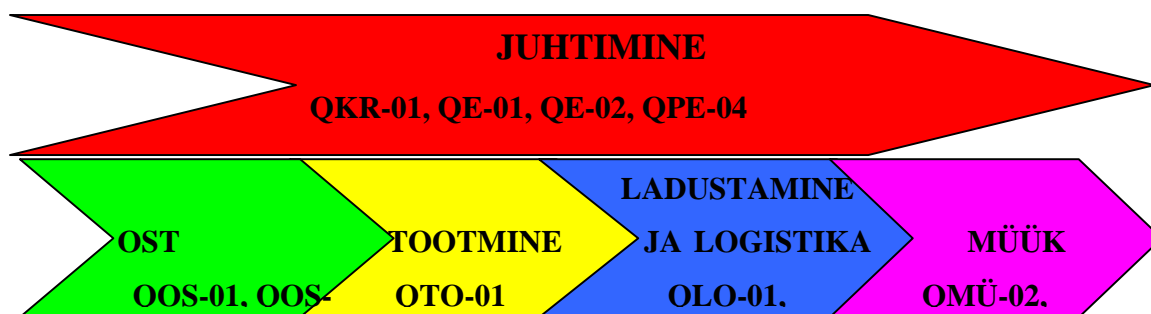 JUHTIMINE
QKR-01, QE-01, QE-02, QPE-04
OST
OOS-01, OOS-
TOOTMINE
OTO-01
LADUSTAMINE
JA LOGISTIKA
OLO-01,
MÜÜK
OMÜ-02,